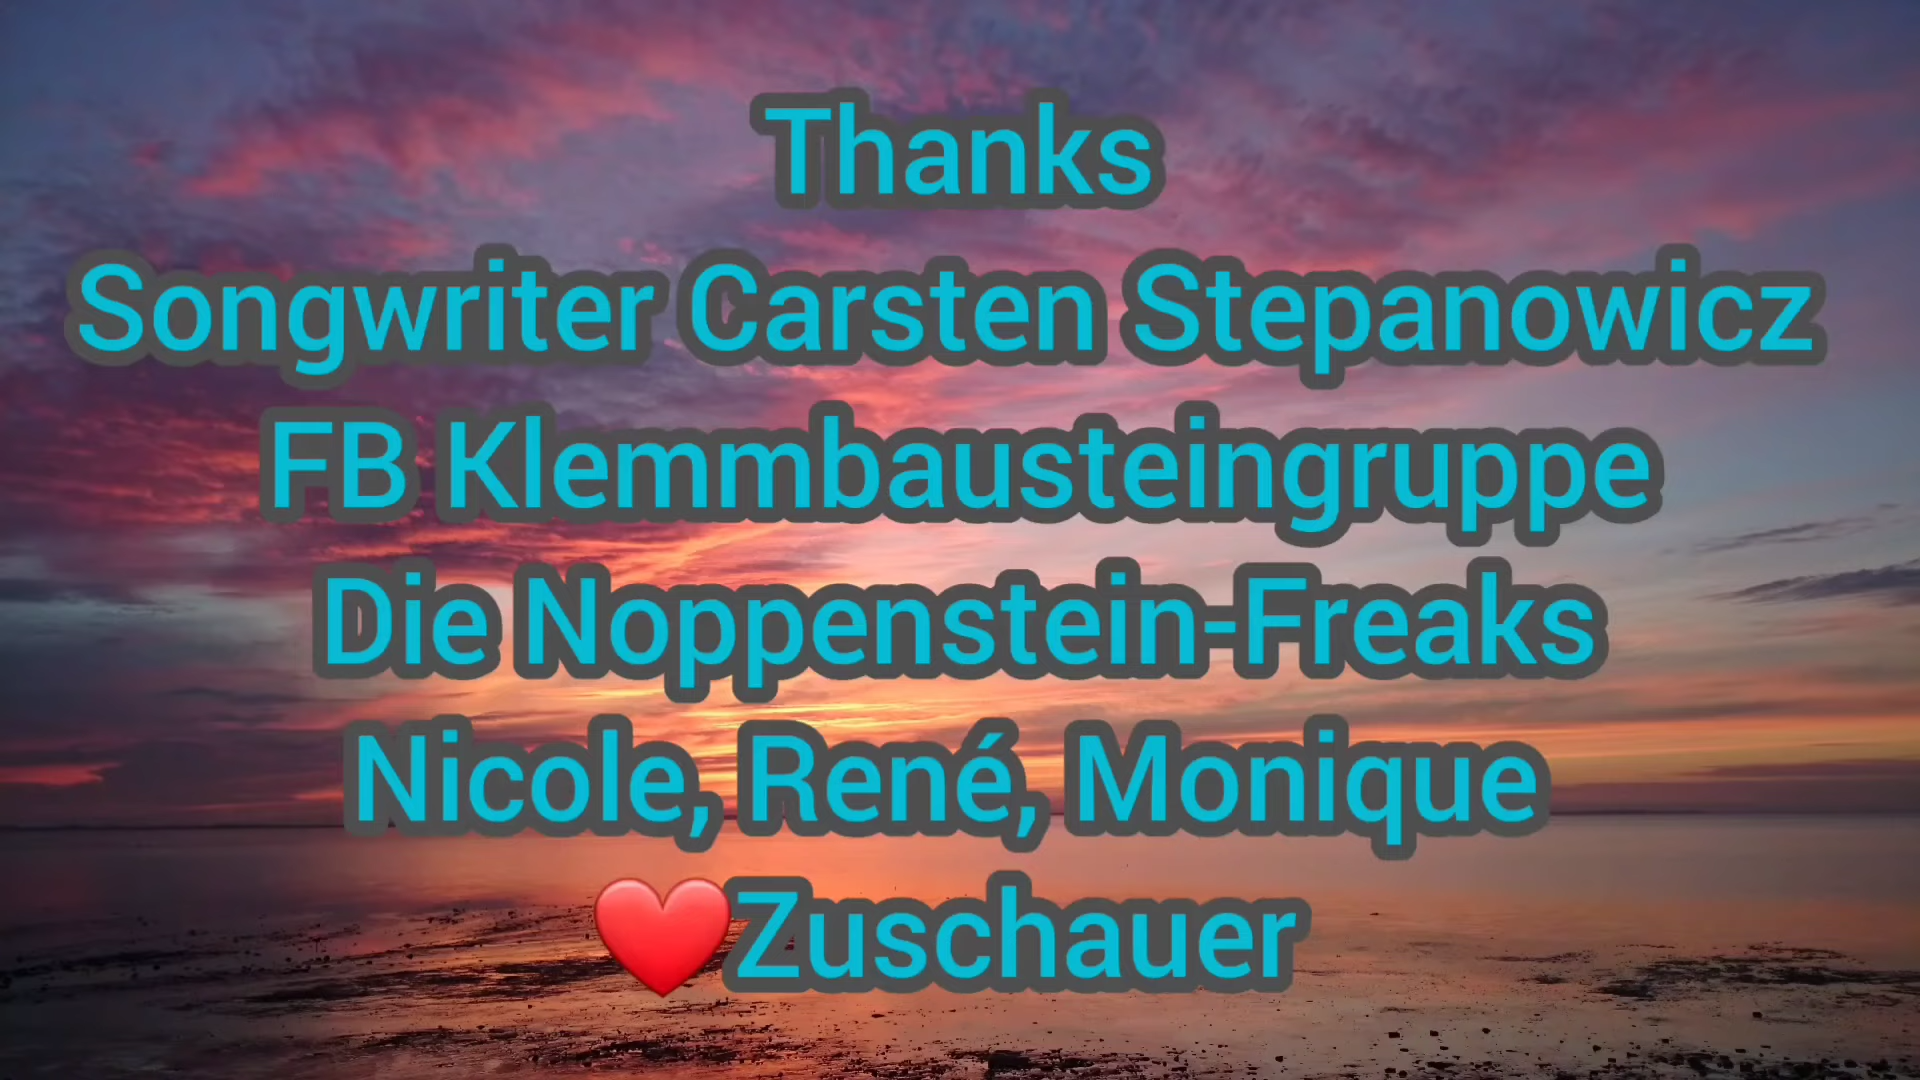 Thanks
Songwriter Carsten Stepanowicz
FB Klemmbausteingruppe
Die Noppenstein-Freaks
Nicole, René, Monique
❤️Zuschauer